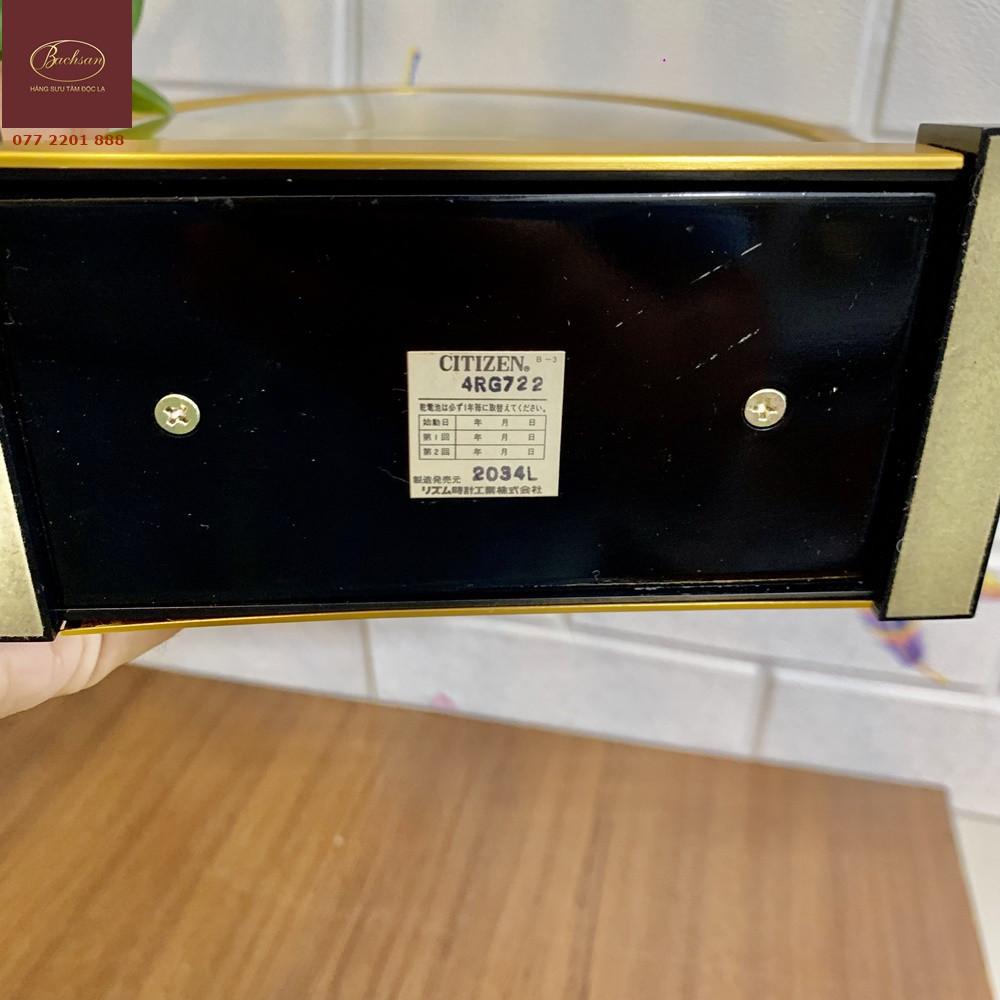 Bachsan
HÀNG SƯU TẦM ĐỘC LẠ
077 2201 888
CITIZEN® B-3
4RG722
乾電池は必ず1年毎に取替えてください。
始動日 年 月 日
第1回 年 月 日
第2回 年 月 日
製造発売元 2034L
リズム時計工業株式会社